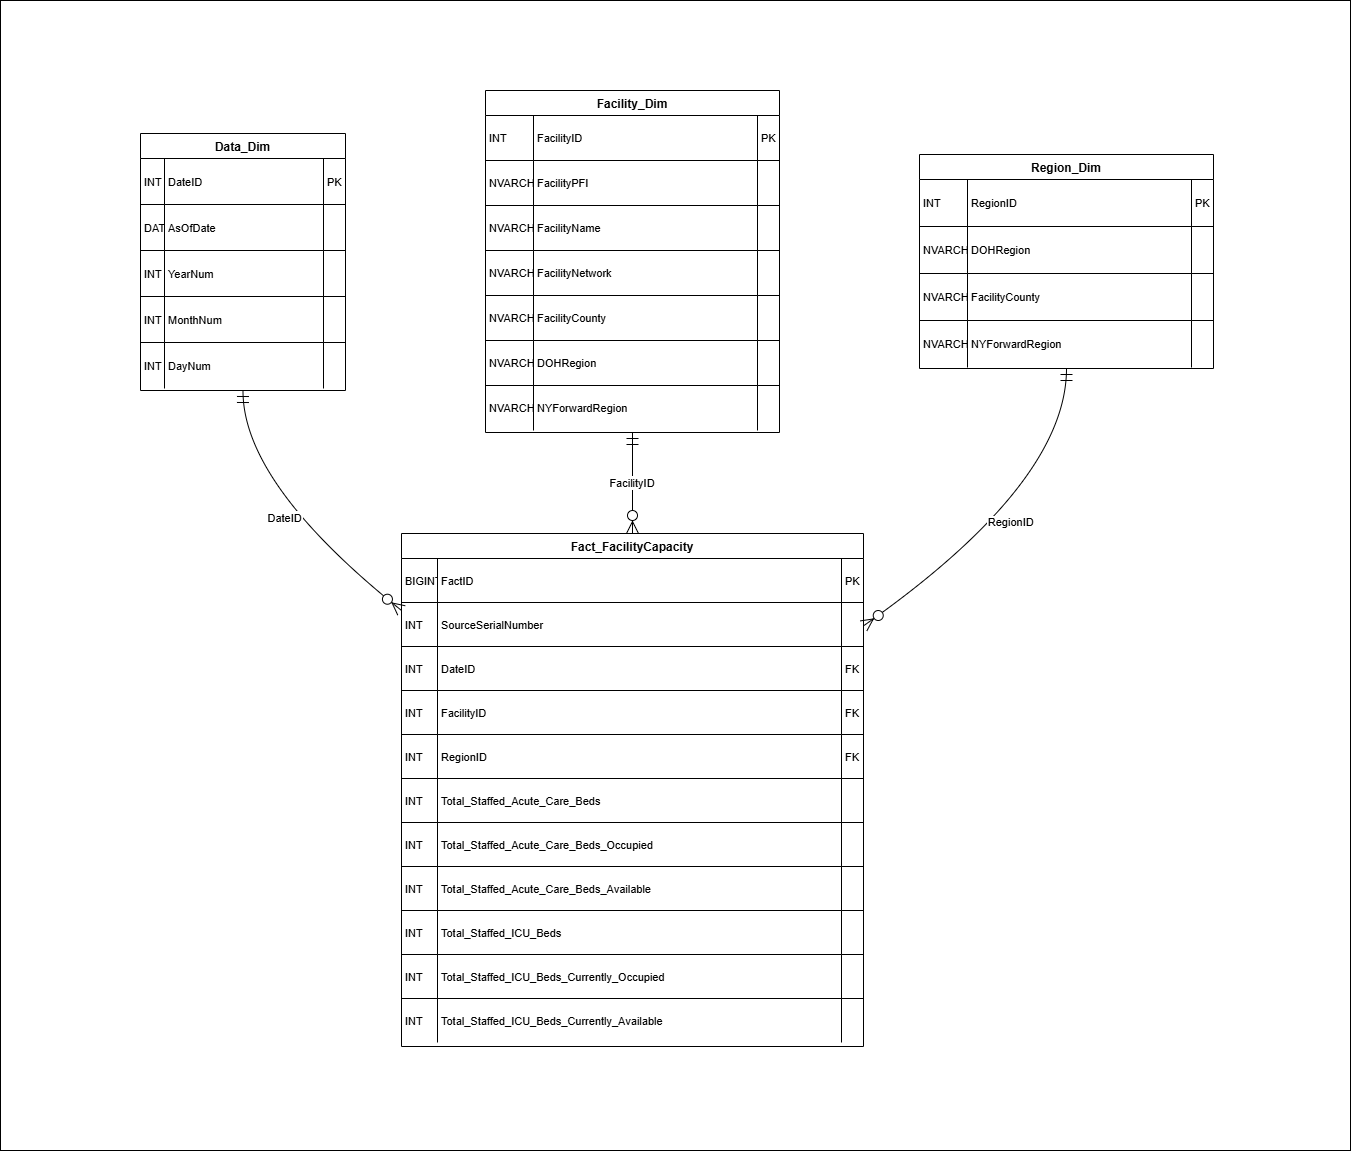 Data_Dim
INT DateID PK
DAT AsOfDate
INT YearNum
INT MonthNum
INT DayNum
Facility_Dim
INT FacilityID PK
NVARCH FacilityPFI
NVARCH FacilityName
NVARCH FacilityNetwork
NVARCH FacilityCounty
NVARCH DOHRegion
NVARCH NYForwardRegion
Region_Dim
INT RegionID PK
NVARCH DOHRegion
NVARCH FacilityCounty
NVARCH NYForwardRegion
DateID
FacilityID
RegionID
Fact_FacilityCapacity
BIGINT FactID PK
INT SourceSerialNumber
INT DateID FK
INT FacilityID FK
INT RegionID FK
INT Total_Staffed_Acute_Care_Beds
INT Total_Staffed_Acute_Care_Beds_Occupied
INT Total_Staffed_Acute_Care_Beds_Available
INT Total_Staffed_ICU_Beds
INT Total_Staffed_ICU_Beds_Currently_Occupied
INT Total_Staffed_ICU_Beds_Currently_Available